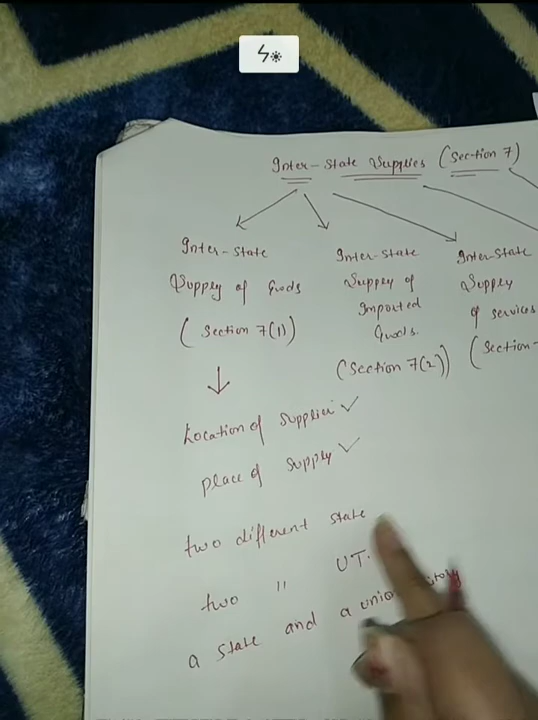 Inter-State Supplies (Section 7)
Inter-State
Supply of Goods
(Section 7(1))
Inter-State
Supply of
Imported
Goods.
(Section 7(2))
Inter-State
Supply
of services
(Section-
Location of supplier ✓
place of supply ✓
two different state
two " UT.
a state and a union